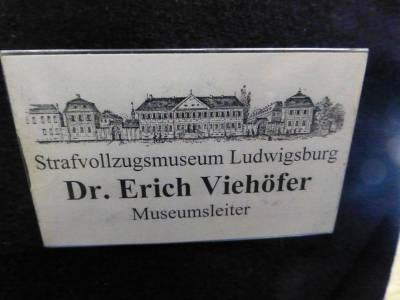 Strafvollzugsmuseum Ludwigsburg
Dr. Erich Viehöfer
Museumsleiter